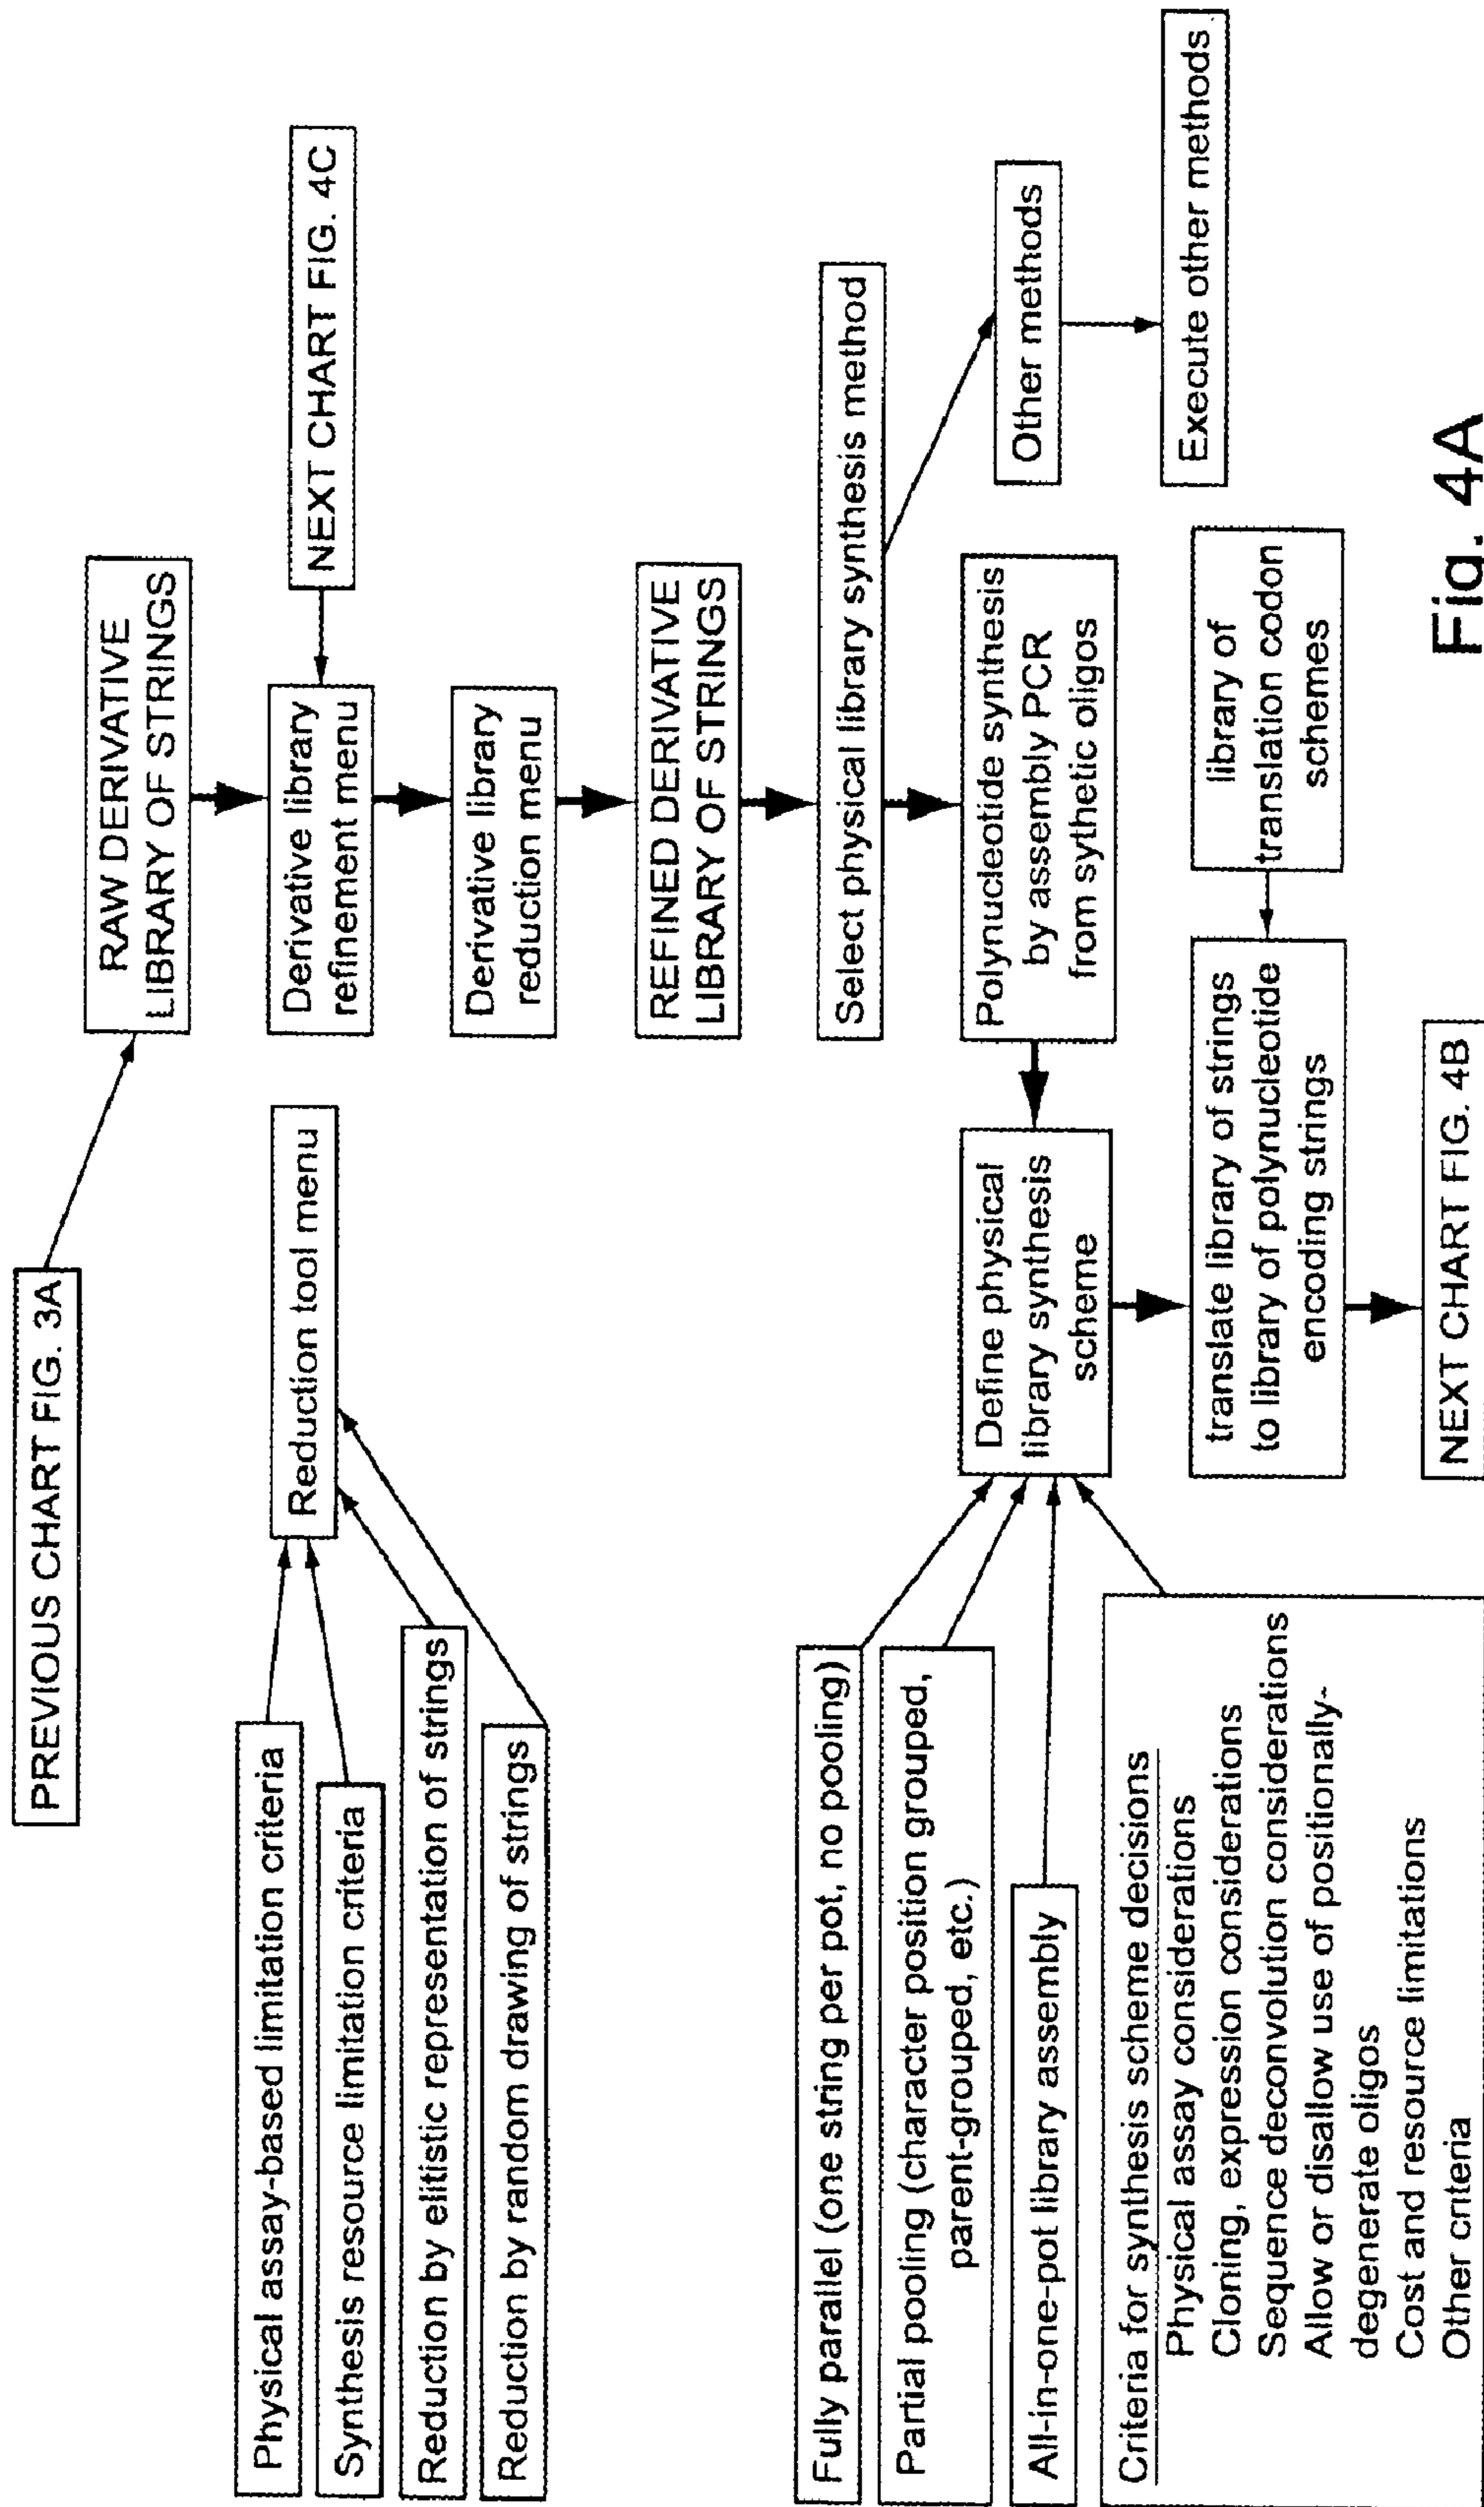 PREVIOUS CHART FIG. 3A
RAW DERIVATIVE
LIBRARY OF STRINGS
Physical assay-based limitation criteria
Synthesis resource limitation criteria
Reduction by elitistic representation of strings
Reduction by random drawing of strings
Reduction tool menu
Derivative library
refinement menu
NEXT CHART FIG. 4C
Derivative library
reduction menu
REFINED DERIVATIVE
LIBRARY OF STRINGS
Select physical library synthesis method
Fully parallel (one string per pot, no pooling)
Partial pooling (character position grouped,
parent-grouped, etc.)
All-in-one-pot library assembly
Criteria for synthesis scheme decisions
Physical assay considerations
Cloning, expression considerations
Sequence deconvolution considerations
Allow or disallow use of positionally-
degenerate oligos
Cost and resource limitations
Other criteria
Define physical
library synthesis
scheme
Polynucleotide synthesis
by assembly PCR
from sythetic oligos
Other methods
Execute other methods
translate library of strings
to library of polynucleotide
encoding strings
library of
translation codon
schemes
NEXT CHART FIG. 4B
Fig. 4A